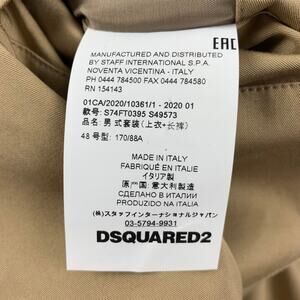 EAC
MANUFACTURED AND DISTRIBUTED
BY STAFF INTERNATIONAL S.P.A.
NOVENTA VICENTINA - ITALY
PH 0444 784500 FAX 0444 784580
RN 154143
01CA/2020/10361/1 - 2020 01
款号: S74FT0395 S49573
品名: 男式套装(上衣+长裤)
48 号型: 170/88A
MADE IN ITALY
FABRIQUÉ EN ITALIE
イタリア製
原产国: 意大利制造
СДЕЛАНО В ИТАЛИИ
PRODUZIDO NA ITALIA
(株)スタッフインターナショナルジャパン
03-5794-9931
DSQUARED2